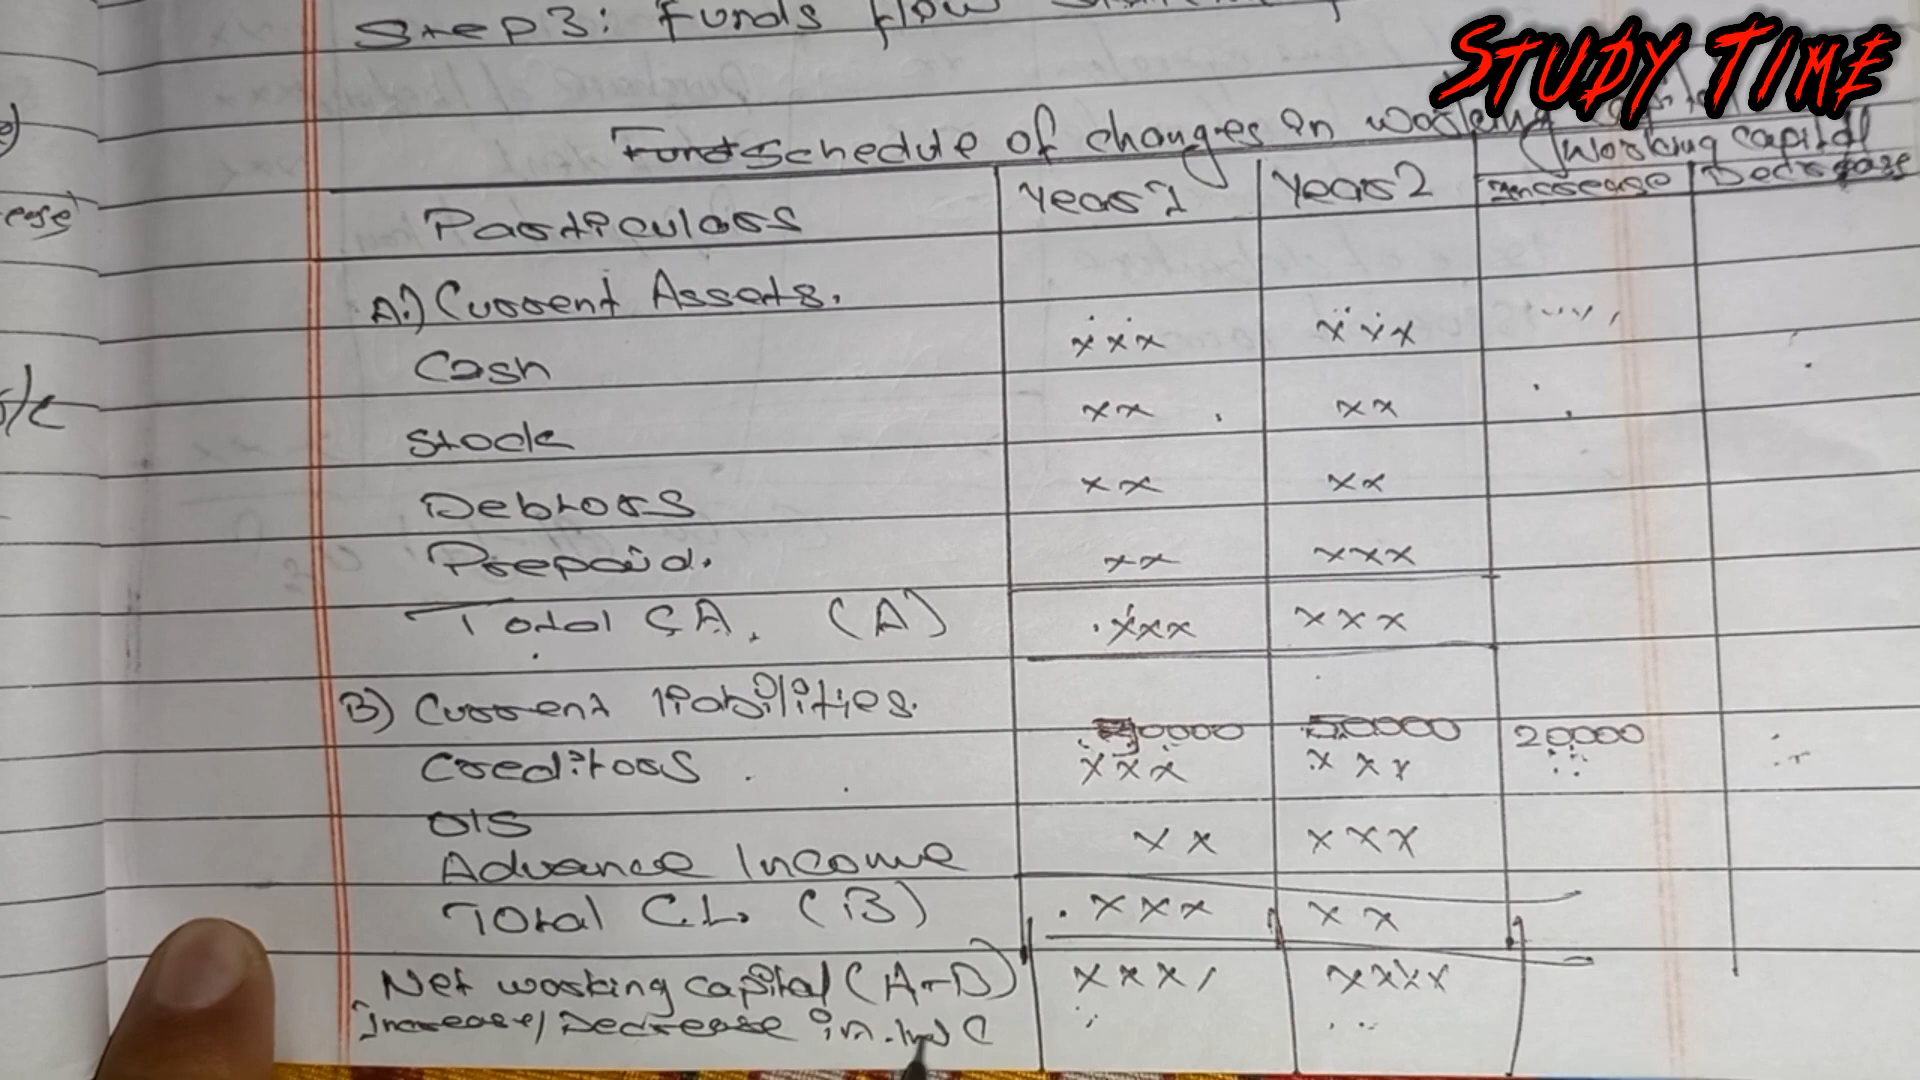 Step 3: Funds flow
STUDY TIME
Schedule of changes in working
Particulars Year 1 Year 2 Working capital
Increase Decrease
A.) Current Assets.
Cash xxx xxx
Stock xx xx
Debtors xx xx
Prepaid. xx xxx
Total C.A. (A) xxx xxx
B) Current liabilities.
0000 50000 20000
Creditors xxx xxx
O/S
Advance Income xx xxx
Total C.L. (B) xxx xx
Net working capital (A-B) xxx xxxx
Increase/Decrease in WC